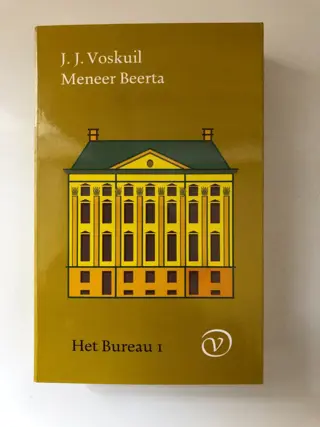 J. J. Voskuil
Meneer Beerta
Het Bureau 1
V